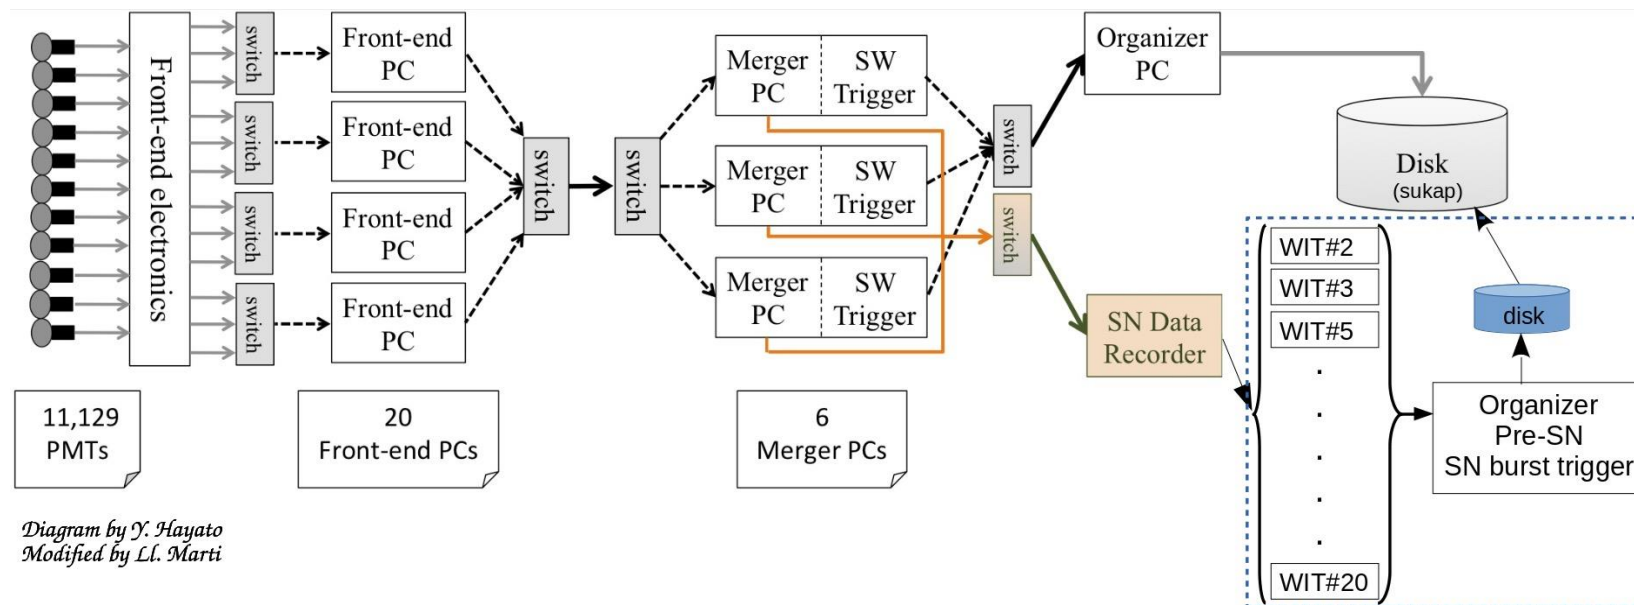 Front-end electronics
switch
switch
switch
switch
Front-end
PC
Front-end
PC
Front-end
PC
Front-end
PC
switch
switch
Merger
PC
SW
Trigger
Merger
PC
SW
Trigger
Merger
PC
SW
Trigger
switch
switch
Organizer
PC
SN Data
Recorder
Disk
(sukap)
disk
WIT#2
WIT#3
WIT#5
.
.
.
.
.
WIT#20
Organizer
Pre-SN
SN burst trigger
11,129
PMTs
20
Front-end PCs
6
Merger PCs
Diagram by Y. Hayato
Modified by Ll. Marti